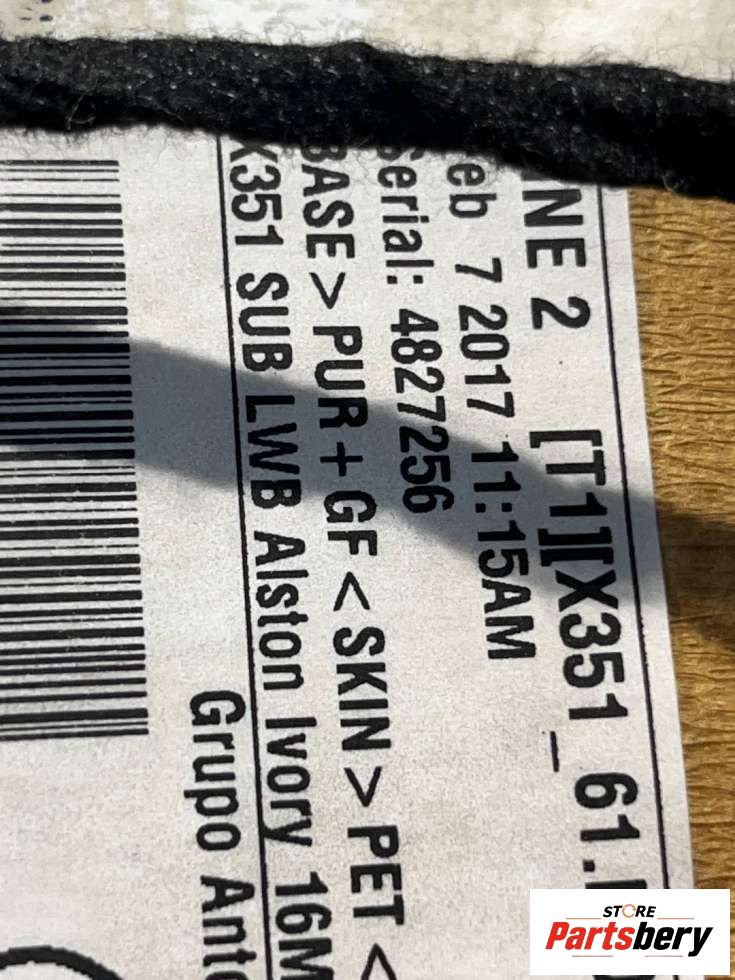 NE 2 [T1][X351_61.
eb 7 2017 11:15AM
Serial: 4827256
BASE > PUR + GF < SKIN > PET <
X351 SUB LWB Alston Ivory 16M
Grupo Anto
STORE
Partsbery